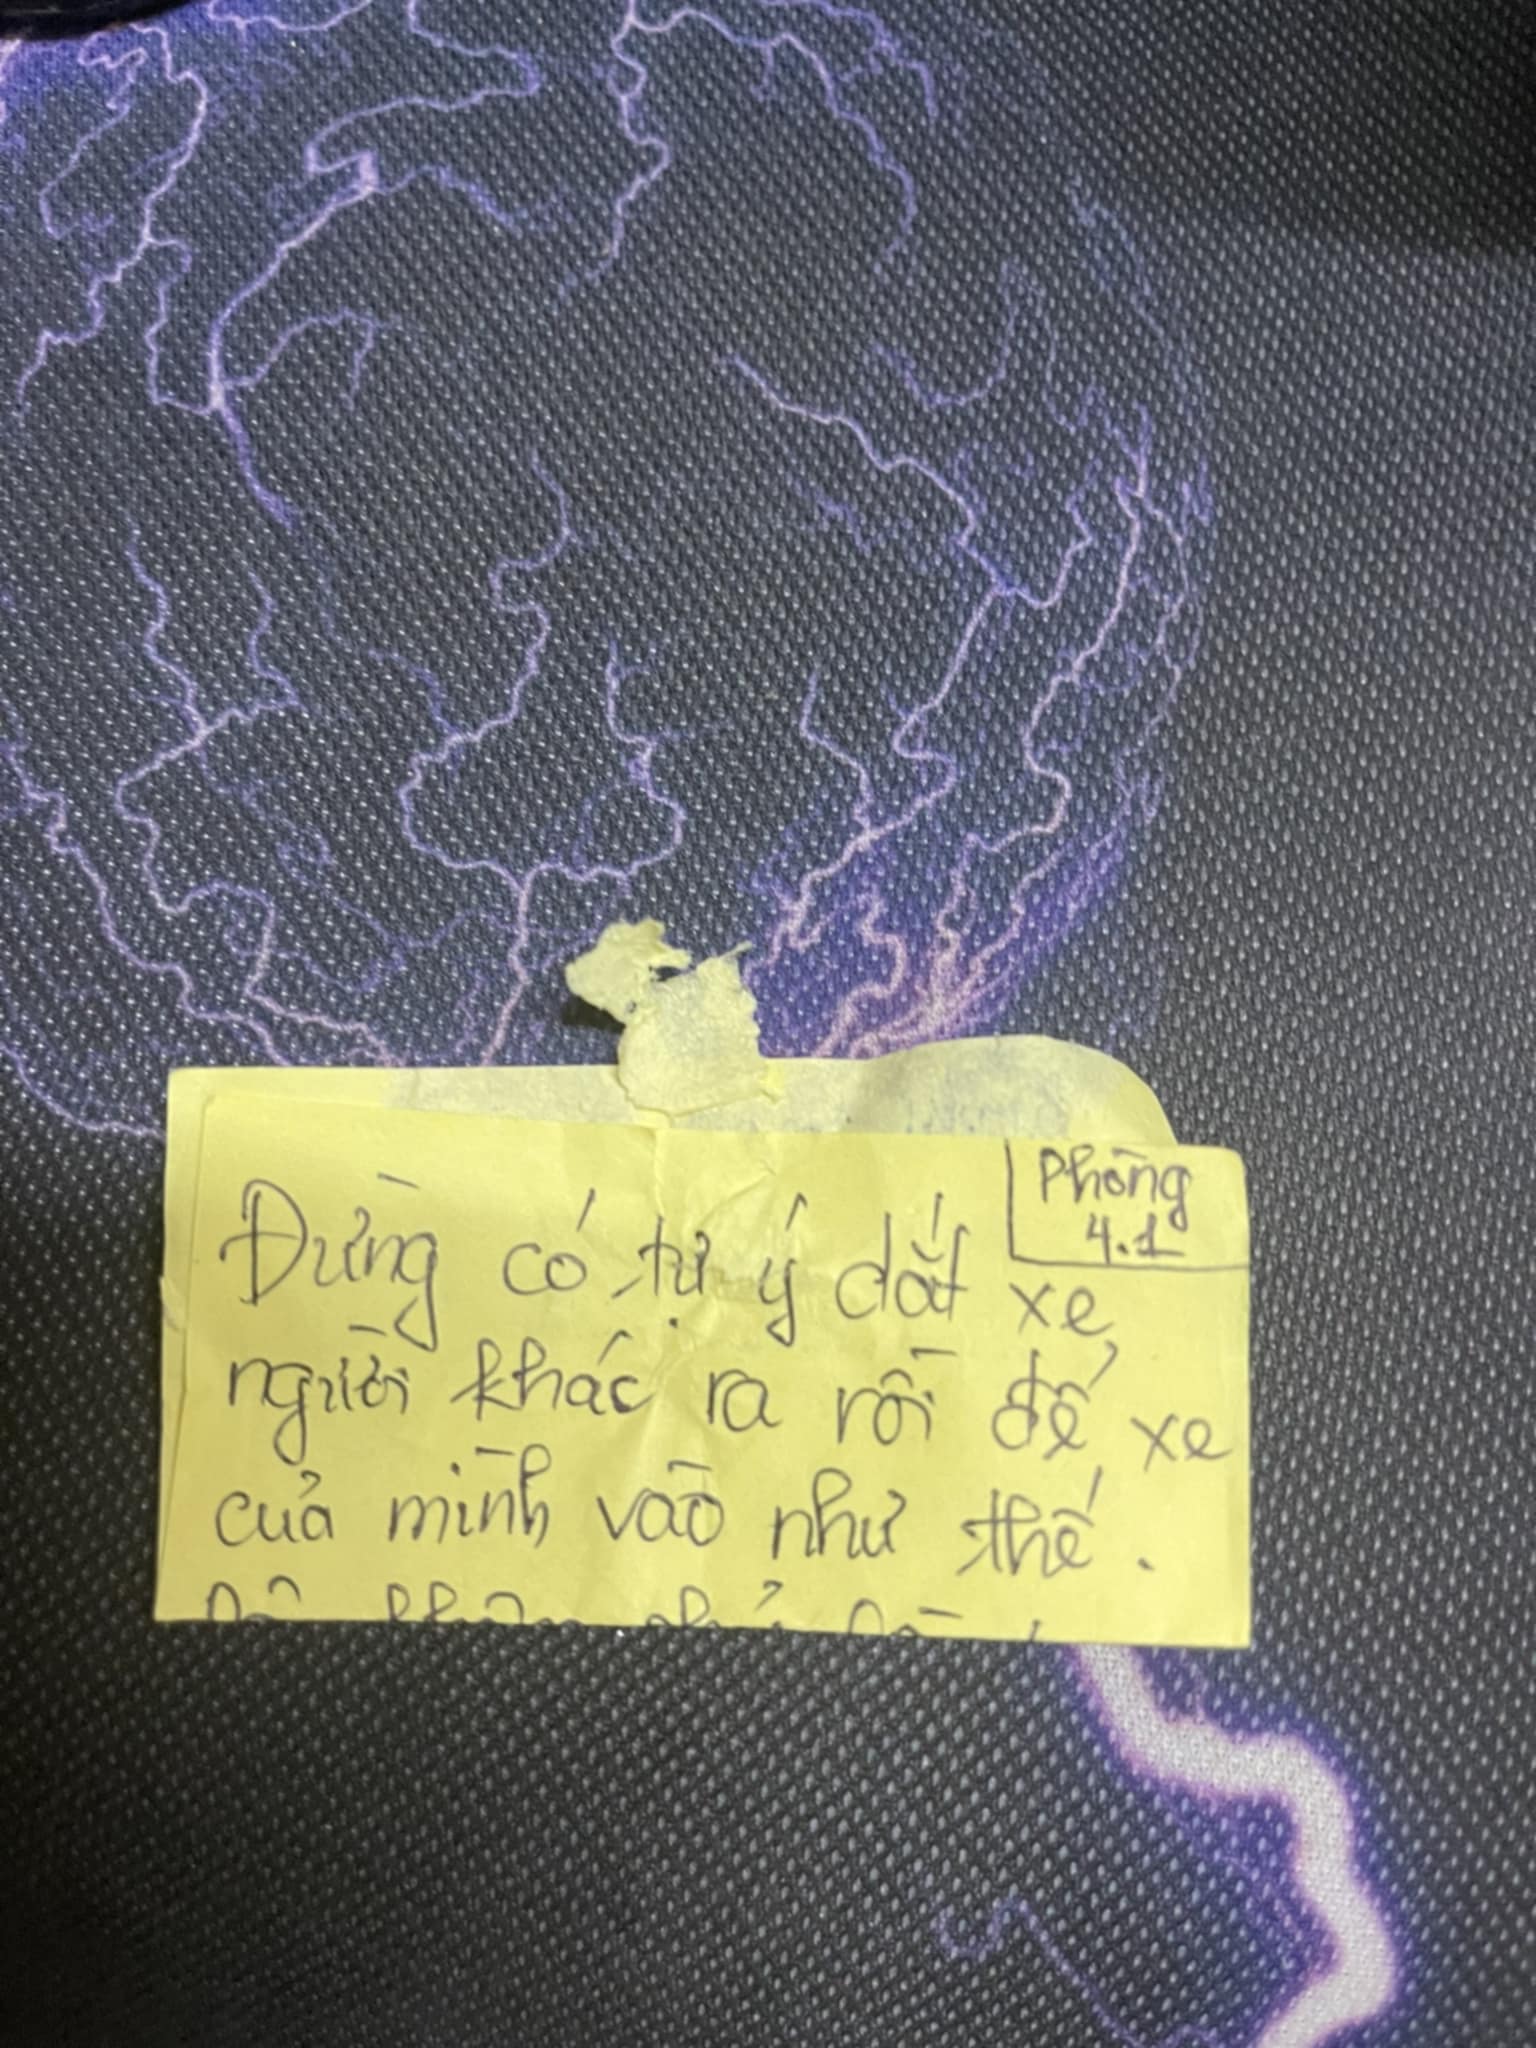 Phòng
4.1
Đừng có tự ý dắt xe
người khác ra rồi để xe
của mình vào như thế.